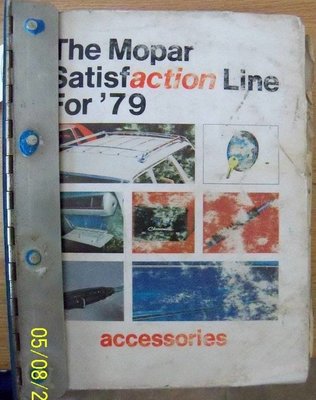 The Mopar
Satisfaction Line
For '79
accessories
05/08/2